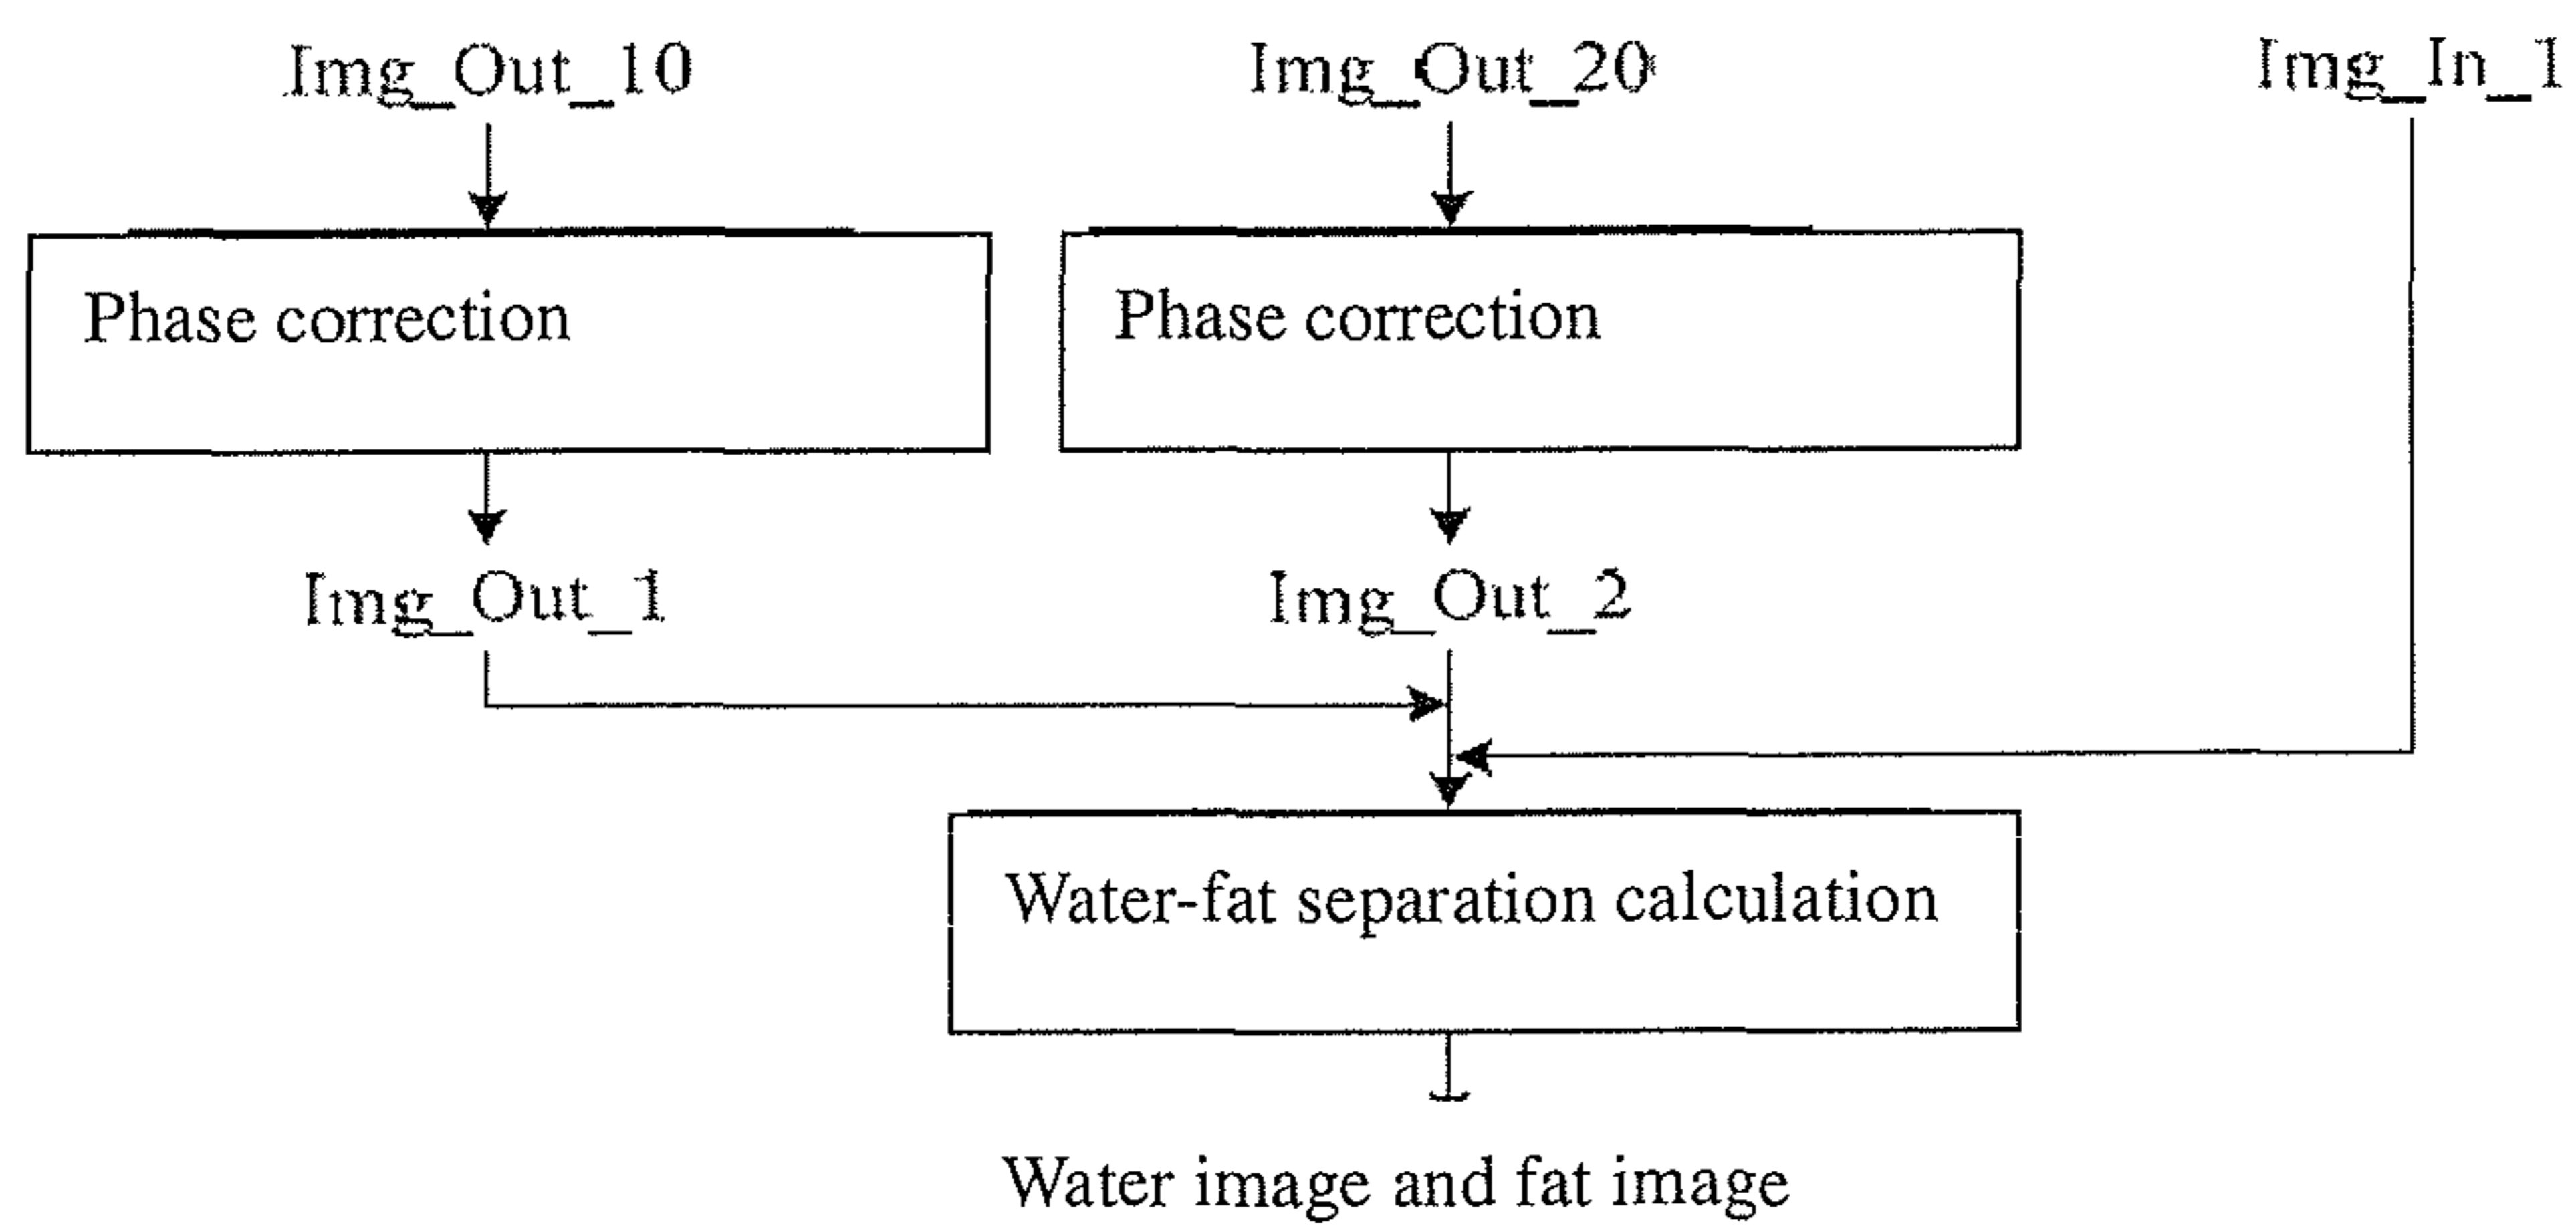 Img_Out_10
Img_Out_20
Img_In_1
Phase correction
Phase correction
Img_Out_1
Img_Out_2
Water-fat separation calculation
Water image and fat image